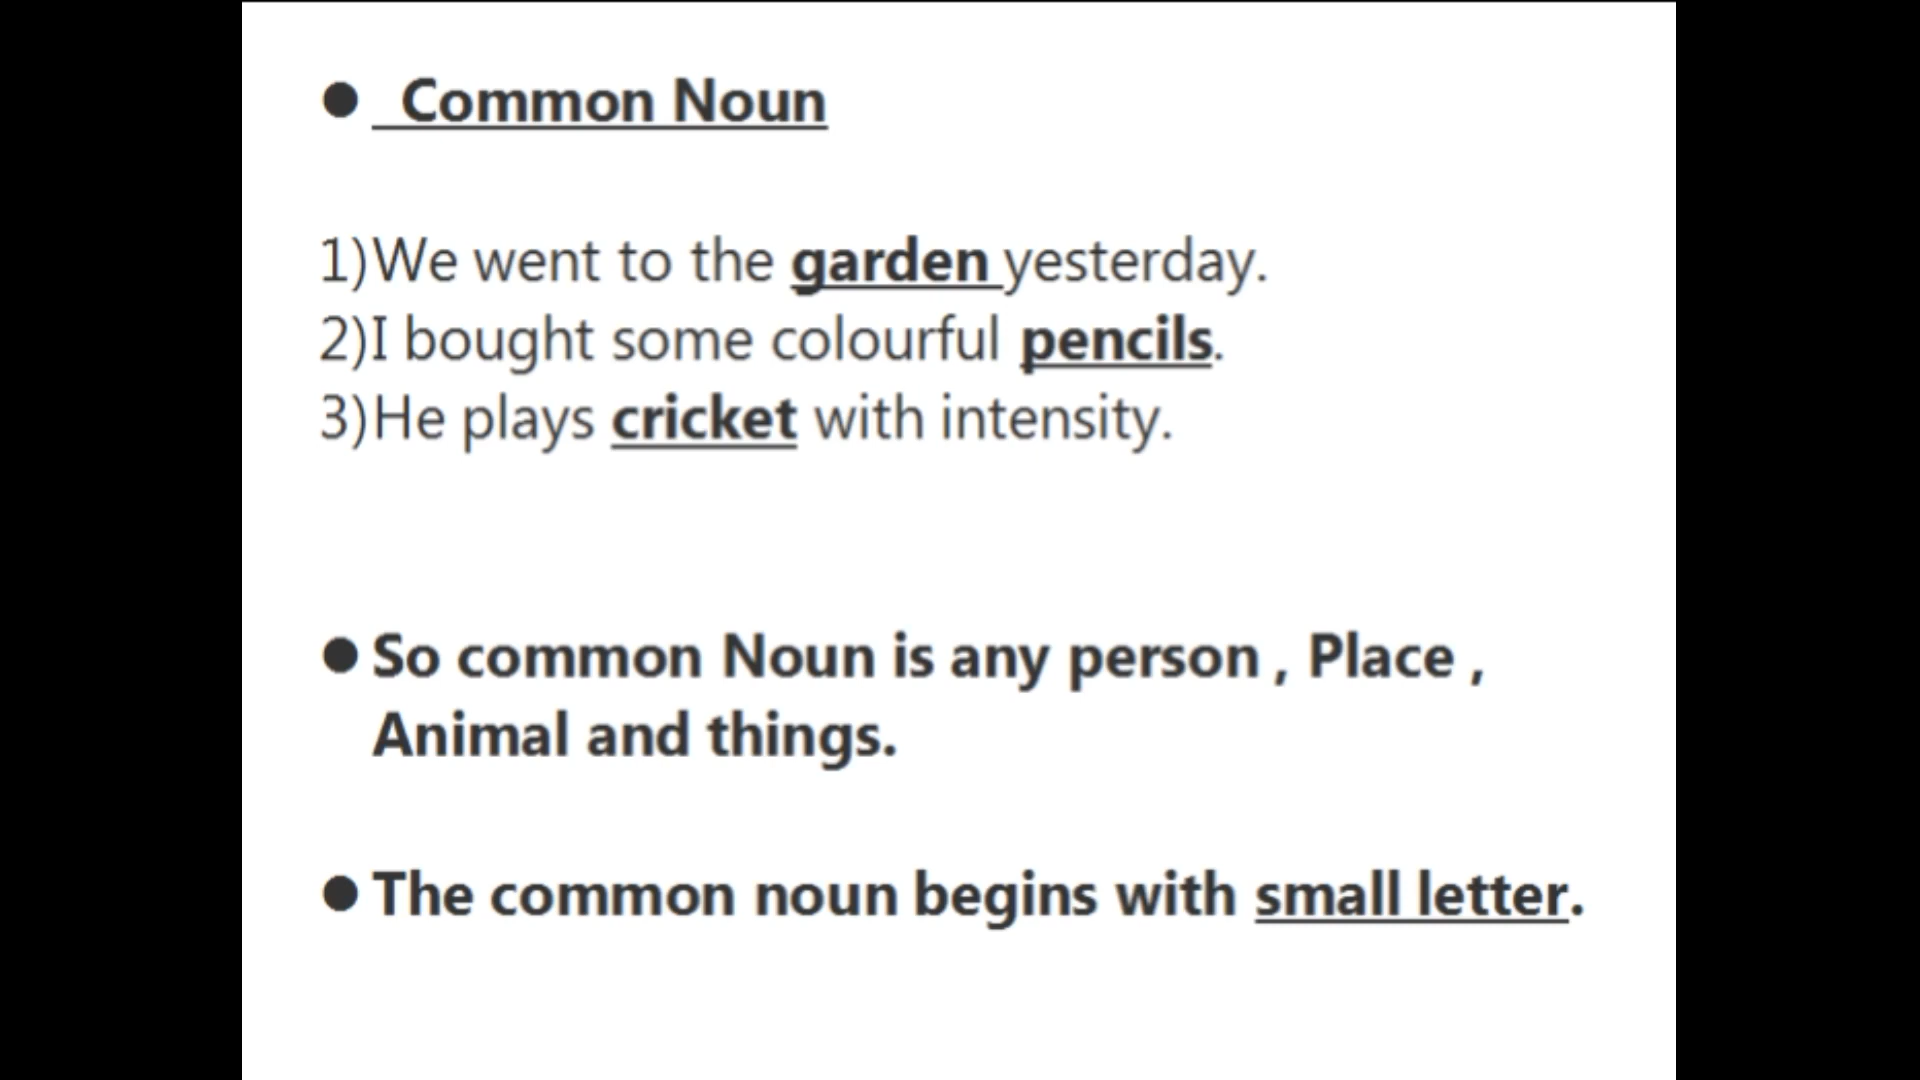 ● Common Noun
1)We went to the garden yesterday.
2)I bought some colourful pencils.
3)He plays cricket with intensity.
● So common Noun is any person , Place ,
Animal and things.
● The common noun begins with small letter.